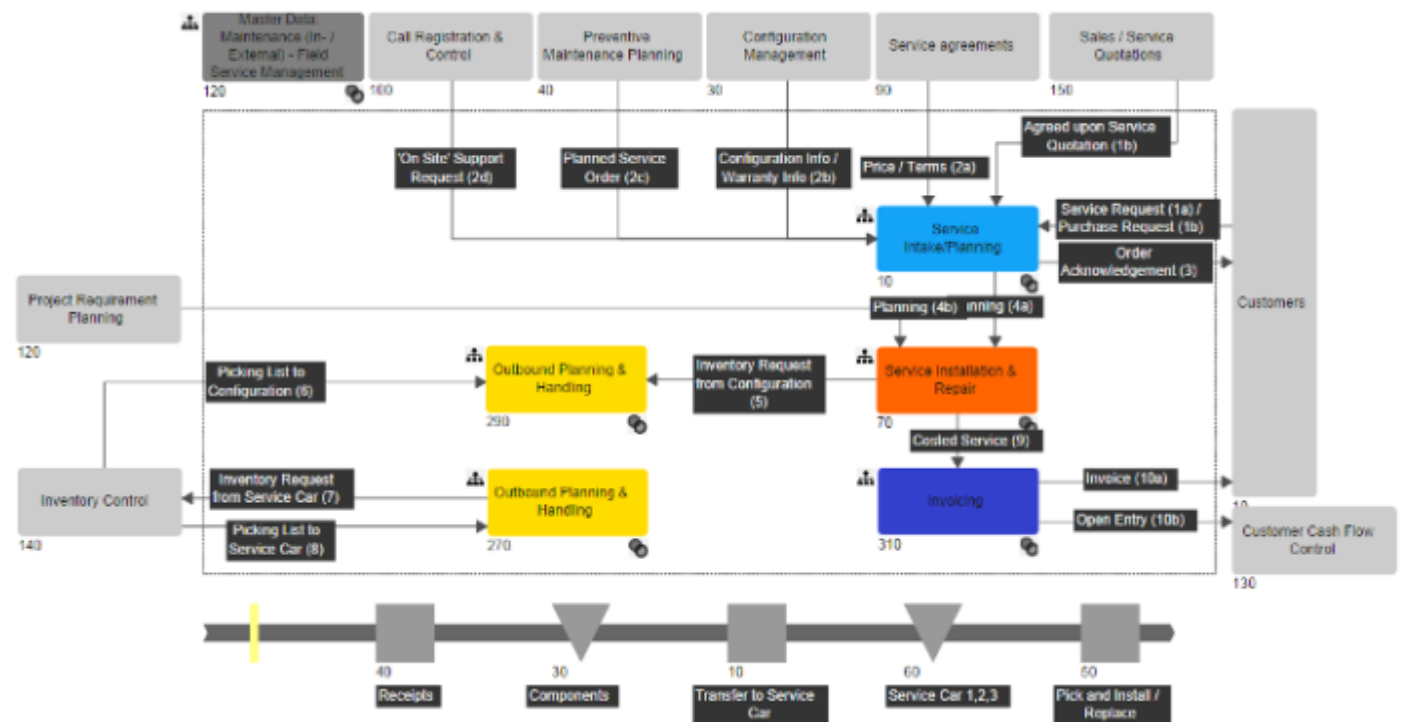 Master Data:
Maintenance (In- /
External) - Field
Service Management
120
Call Registration &
Control
100
Preventive
Maintenance Planning
40
Configuration
Management
30
Service agreements
90
Sales / Service
Quotations
150
'On Site' Support
Request (2d)
Planned Service
Order (2c)
Configuration Info /
Warranty Info (2b)
Price / Terms (2a)
Agreed upon Service
Quotation (1b)
Service
Intake/Planning
10
Service Request (1a) /
Purchase Request (1b)
Order
Acknowledgement (3)
Customers
10
Project Requirement
Planning
120
Planning (4b)
nning (4a)
Picking List to
Configuration (6)
Outbound Planning &
Handling
290
Inventory Request
from Configuration
(5)
Service Installation &
Repair
70
Costed Service (9)
Inventory Control
140
Inventory Request
from Service Car (7)
Picking List to
Service Car (8)
Outbound Planning &
Handling
270
Invoicing
310
Invoice (10a)
Open Entry (10b)
Customer Cash Flow
Control
130
40
Receipts
30
Components
10
Transfer to Service
Car
60
Service Car 1,2,3
50
Pick and Install /
Replace